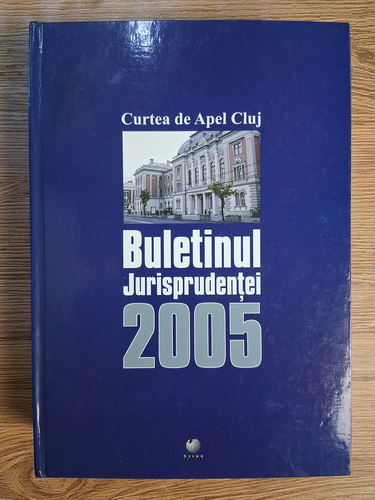 Curtea de Apel Cluj
Buletinul
Jurisprudenței
2005